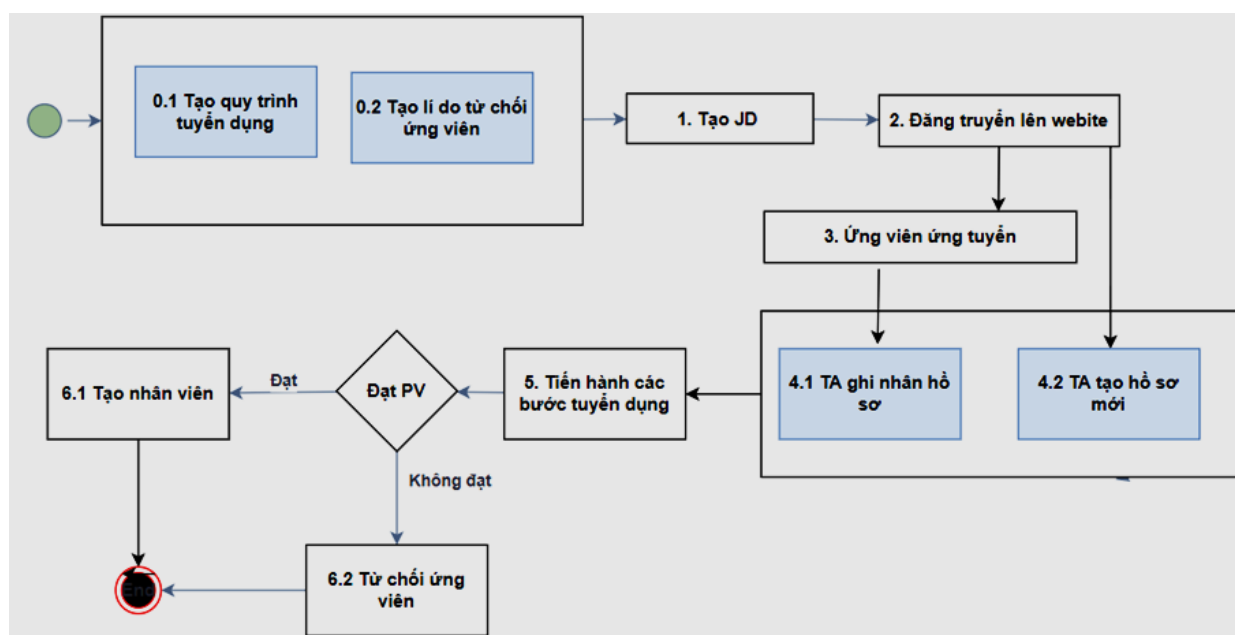 0.1 Tạo quy trình
tuyển dụng
0.2 Tạo lí do từ chối
ứng viên
1. Tạo JD
2. Đăng truyển lên webite
3. Ứng viên ứng tuyển
4.1 TA ghi nhân hồ
sơ
4.2 TA tạo hồ sơ
mới
5. Tiến hành các
bước tuyển dụng
Đạt PV
Đạt
6.1 Tạo nhân viên
Không đạt
6.2 Từ chối ứng
viên
End